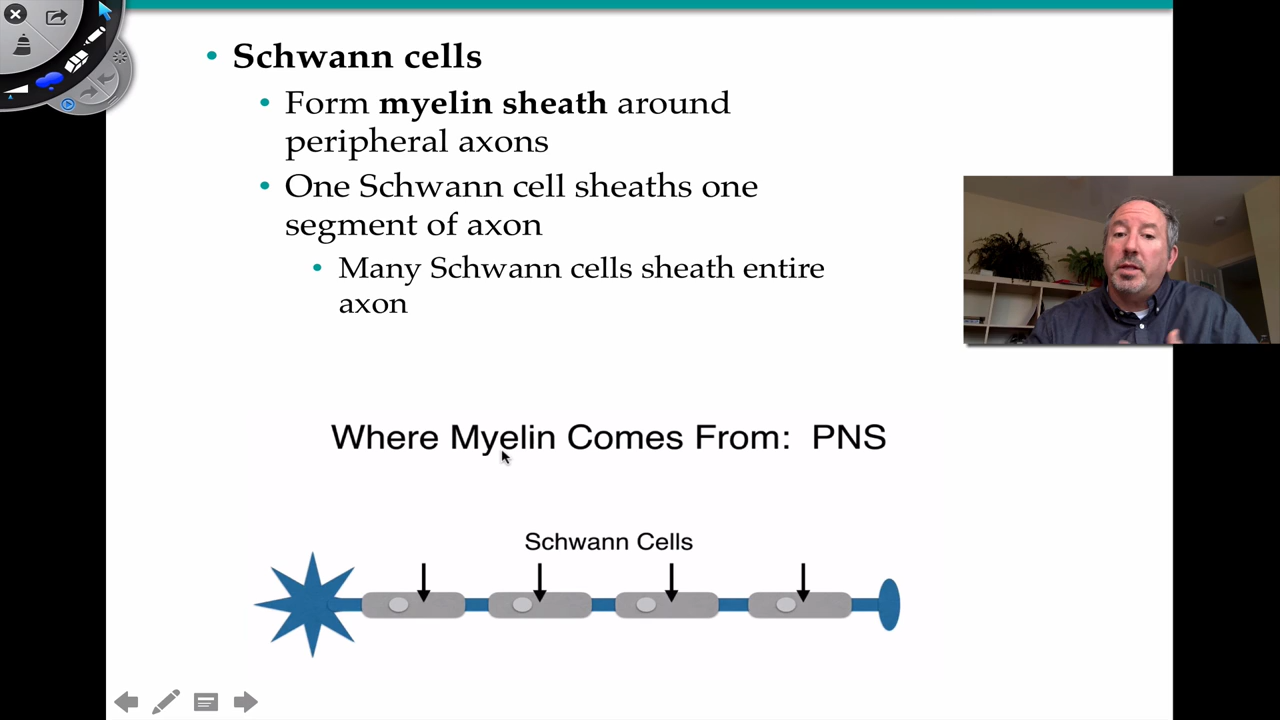 Schwann cells
Form myelin sheath around
peripheral axons
One Schwann cell sheaths one
segment of axon
Many Schwann cells sheath entire
axon
Where Myelin Comes From: PNS
Schwann Cells